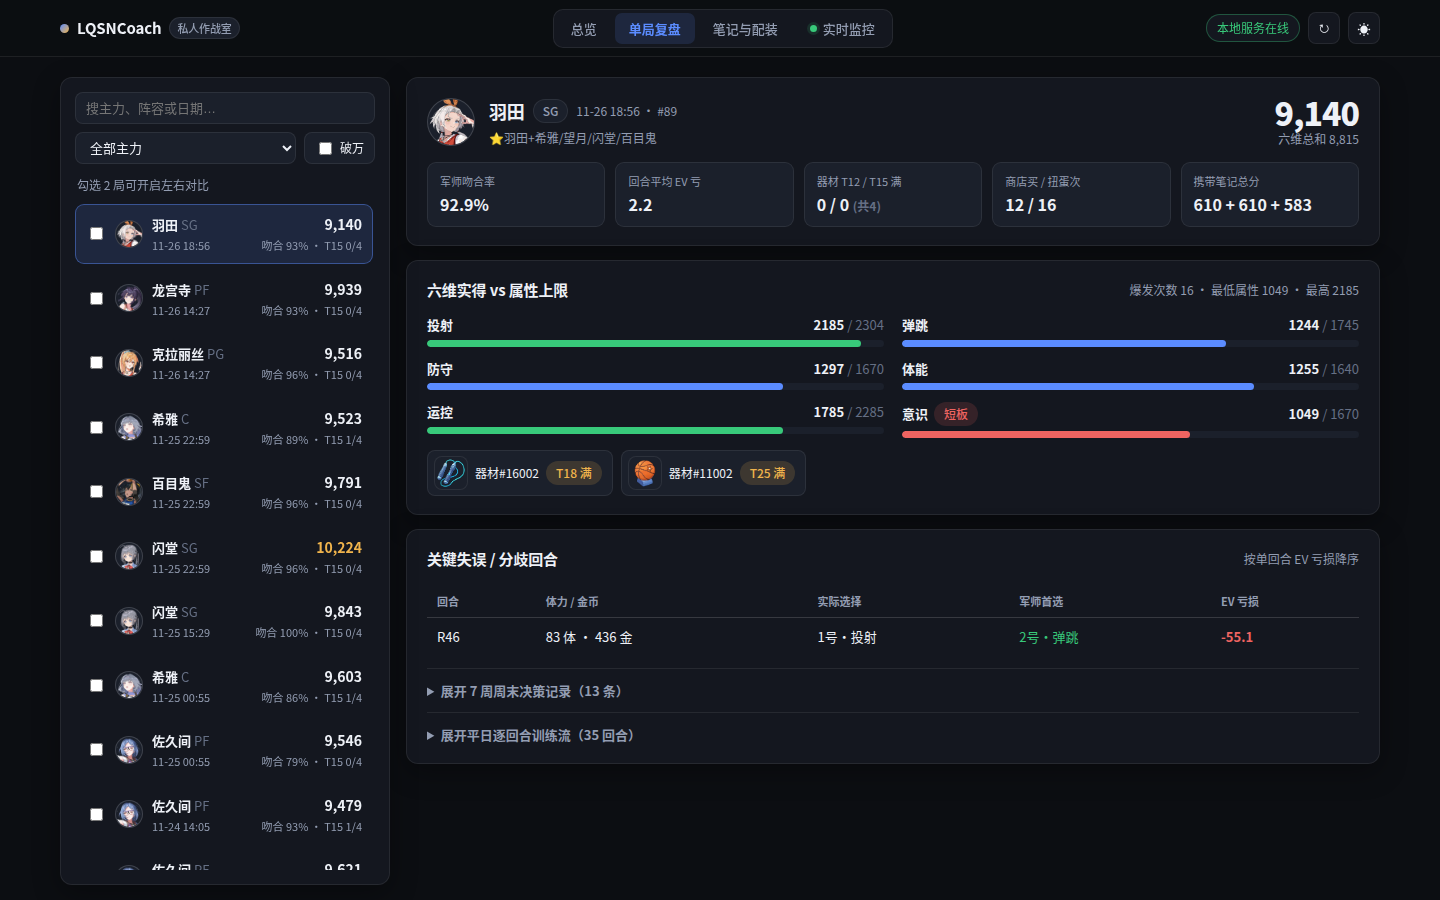 LQSNCoach 私人作战室
总览 单局复盘 笔记与配装 实时监控
本地服务在线
搜主力、阵容或日期...
全部主力 破万
勾选 2 局可开启左右对比
羽田 SG 9,140
11-26 18:56 吻合 93% · T15 0/4
龙宫寺 PF 9,939
11-26 14:27 吻合 93% · T15 0/4
克拉丽丝 PG 9,516
11-26 14:27 吻合 96% · T15 0/4
希雅 C 9,523
11-25 22:59 吻合 89% · T15 1/4
百目鬼 SF 9,791
11-25 22:59 吻合 96% · T15 0/4
闪堂 SG 10,224
11-25 22:59 吻合 96% · T15 0/4
闪堂 SG 9,843
11-25 15:29 吻合 100% · T15 0/4
希雅 C 9,603
11-25 00:55 吻合 86% · T15 1/4
佐久间 PF 9,546
11-25 00:55 吻合 79% · T15 0/4
佐久间 PF 9,479
11-24 14:05 吻合 93% · T15 1/4
佐久间 PF 9,621
羽田 SG 11-26 18:56 · #89
⭐羽田+希雅/望月/闪堂/百目鬼
9,140
六维总和 8,815
军师吻合率
92.9%
回合平均 EV 亏
2.2
器材 T12 / T15 满
0 / 0 (共4)
商店买 / 扭蛋次
12 / 16
携带笔记总分
610 + 610 + 583
六维实得 vs 属性上限
爆发次数 16 · 最低属性 1049 · 最高 2185
投射 2185 / 2304
弹跳 1244 / 1745
防守 1297 / 1670
体能 1255 / 1640
运控 1785 / 2285
意识 短板 1049 / 1670
器材#16002 T18 满
器材#11002 T25 满
关键失误 / 分歧回合
按单回合 EV 亏损降序
回合 体力 / 金币 实际选择 军师首选 EV 亏损
R46 83 体 · 436 金 1号·投射 2号·弹跳 -55.1
▶ 展开 7 周周末决策记录（13 条）
▶ 展开平日逐回合训练流（35 回合）